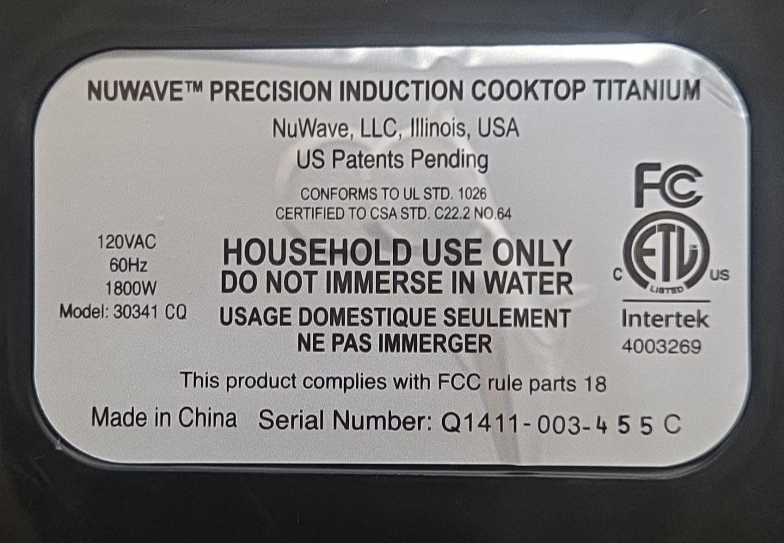 NUWAVE™ PRECISION INDUCTION COOKTOP TITANIUM
NuWave, LLC, Illinois, USA
US Patents Pending
CONFORMS TO UL STD. 1026
CERTIFIED TO CSA STD. C22.2 NO.64
FC
120VAC
60Hz
1800W
Model: 30341 CQ
HOUSEHOLD USE ONLY
DO NOT IMMERSE IN WATER
USAGE DOMESTIQUE SEULEMENT
NE PAS IMMERGER
C ETL US
LISTED
Intertek
4003269
This product complies with FCC rule parts 18
Made in China Serial Number: Q1411-003-455C